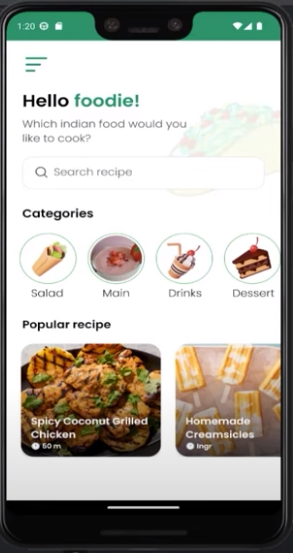 1:20
Hello foodie!
Which indian food would you
like to cook?
Search recipe
Categories
Salad Main Drinks Dessert
Popular recipe
Spicy Coconut Grilled
Chicken
50 m
Homemade
Creamsicles
Ingr